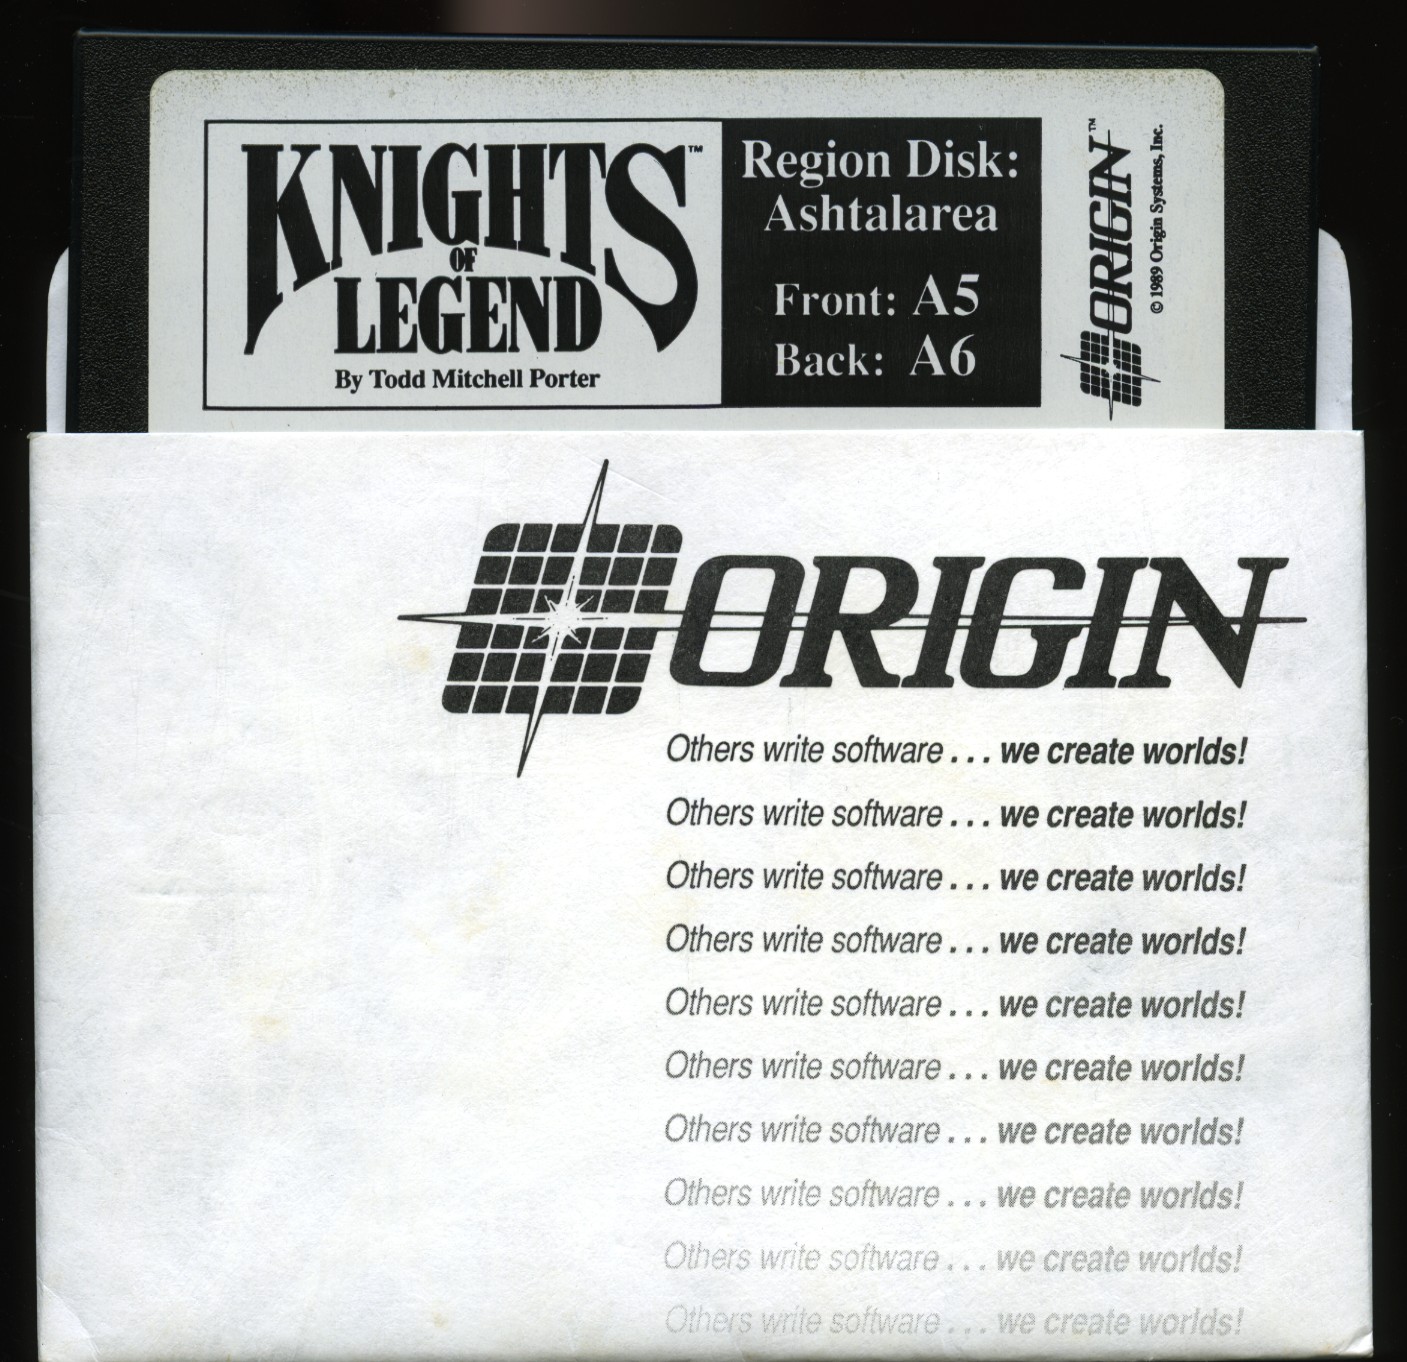 KNIGHTS™
OF
LEGEND
By Todd Mitchell Porter
Region Disk:
Ashtalarea
Front: A5
Back: A6
ORIGIN™
© 1989 Origin Systems, Inc.
ORIGIN
Others write software . . . we create worlds!
Others write software . . . we create worlds!
Others write software . . . we create worlds!
Others write software . . . we create worlds!
Others write software . . . we create worlds!
Others write software . . . we create worlds!
Others write software . . . we create worlds!
Others write software . . . we create worlds!
Others write software . . . we create worlds!
Others write software . . . we create worlds!